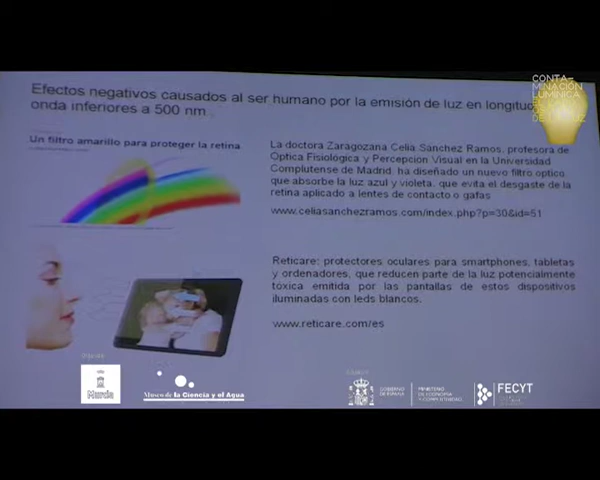 CONTA-
MINACIÓN
LUMÍNICA
Efectos negativos causados al ser humano por la emisión de luz en longitud
onda inferiores a 500 nm
Un filtro amarillo para proteger la retina
La doctora Zaragozana Celia Sánchez Ramos, profesora de
Óptica Fisiológica y Percepcion Visual en la Universidad
Complutense de Madrid, ha diseñado un nuevo filtro optico
que absorbe la luz azul y violeta, que evita el desgaste de la
retina aplicado a lentes de contacto o gafas
www.celiasanchezramos.com/index.php?p=30&id=51
Reticare: protectores oculares para smartphones, tabletas
y ordenadores, que reducen parte de la luz potencialmente
tóxica emitida por las pantallas de estos dispositivos
iluminadas con leds blancos.
www.reticare.com/es
Murcia
Museo de la Ciencia y el Agua
GOBIERNO
DE ESPAÑA
MINISTERIO
DE ECONOMÍA
Y COMPETITIVIDAD
FECYT